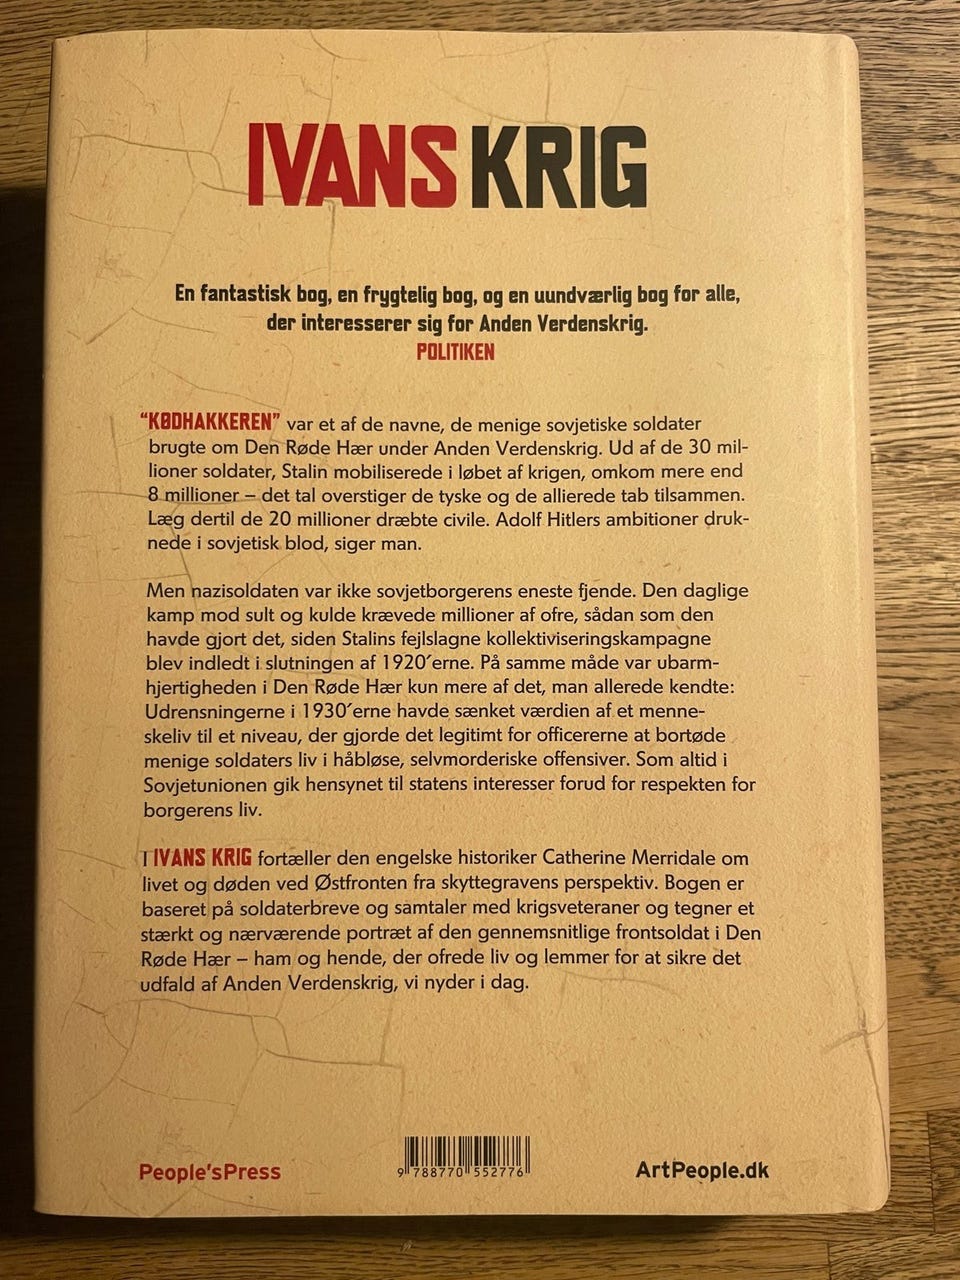 IVANS KRIG
En fantastisk bog, en frygtelig bog, og en uundværlig bog for alle,
der interesserer sig for Anden Verdenskrig.
POLITIKEN
“KØDHAKKEREN” var et af de navne, de menige sovjetiske soldater
brugte om Den Røde Hær under Anden Verdenskrig. Ud af de 30 mil-
lioner soldater, Stalin mobiliserede i løbet af krigen, omkom mere end
8 millioner – det tal overstiger de tyske og de allierede tab tilsammen.
Læg dertil de 20 millioner dræbte civile. Adolf Hitlers ambitioner druk-
nede i sovjetisk blod, siger man.
Men nazisoldaten var ikke sovjetborgerens eneste fjende. Den daglige
kamp mod sult og kulde krævede millioner af ofre, sådan som den
havde gjort det, siden Stalins fejlslagne kollektiviseringskampagne
blev indledt i slutningen af 1920´erne. På samme måde var ubarm-
hjertigheden i Den Røde Hær kun mere af det, man allerede kendte:
Udrensningerne i 1930´erne havde sænket værdien af et menne-
skeliv til et niveau, der gjorde det legitimt for officererne at bortøde
menige soldaters liv i håbløse, selvmorderiske offensiver. Som altid i
Sovjetunionen gik hensynet til statens interesser forud for respekten for
borgerens liv.
I IVANS KRIG fortæller den engelske historiker Catherine Merridale om
livet og døden ved Østfronten fra skyttegravens perspektiv. Bogen er
baseret på soldaterbreve og samtaler med krigsveteraner og tegner et
stærkt og nærværende portræt af den gennemsnitlige frontsoldat i Den
Røde Hær – ham og hende, der ofrede liv og lemmer for at sikre det
udfald af Anden Verdenskrig, vi nyder i dag.
People'sPress
9 788770 552776
ArtPeople.dk